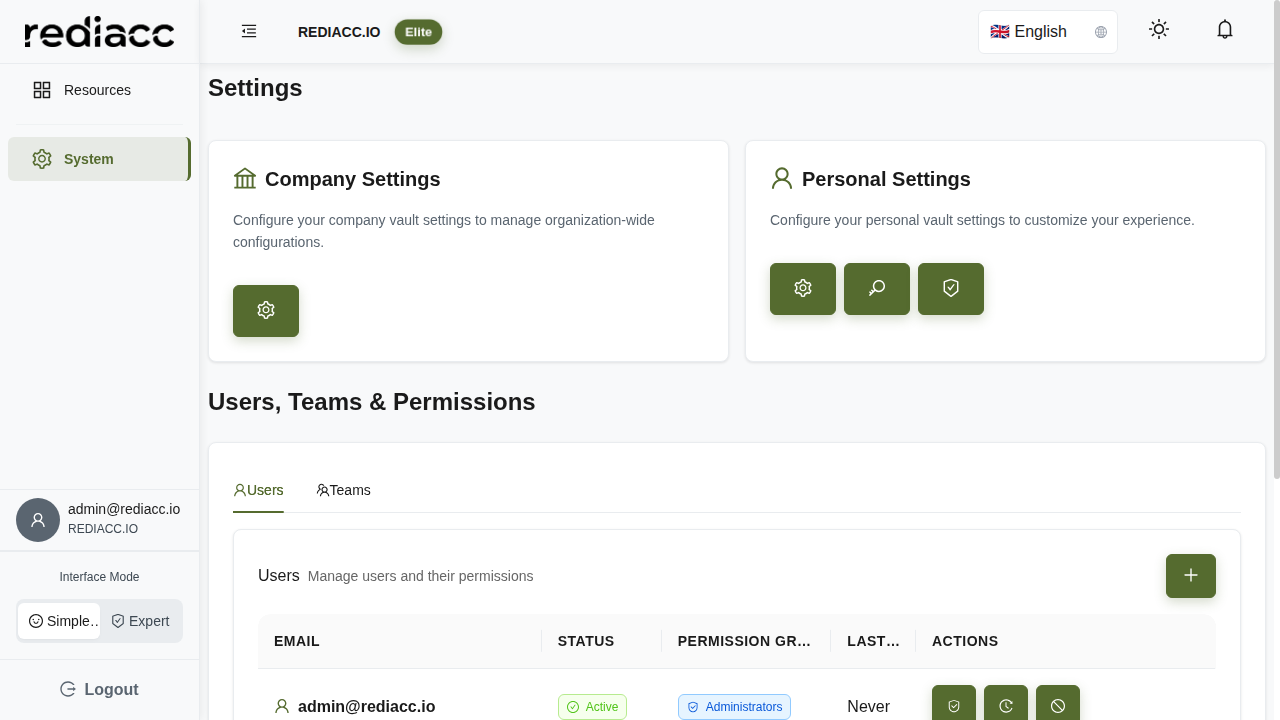 rediacc
REDIACC.IO
Elite
English
Resources
System
Settings
Company Settings
Configure your company vault settings to manage organization-wide
configurations.
Personal Settings
Configure your personal vault settings to customize your experience.
Users, Teams & Permissions
Users
Teams
Users Manage users and their permissions
EMAIL STATUS PERMISSION GR... LAST... ACTIONS
admin@rediacc.io Active Administrators Never
admin@rediacc.io
REDIACC.IO
Interface Mode
Simple... Expert
Logout